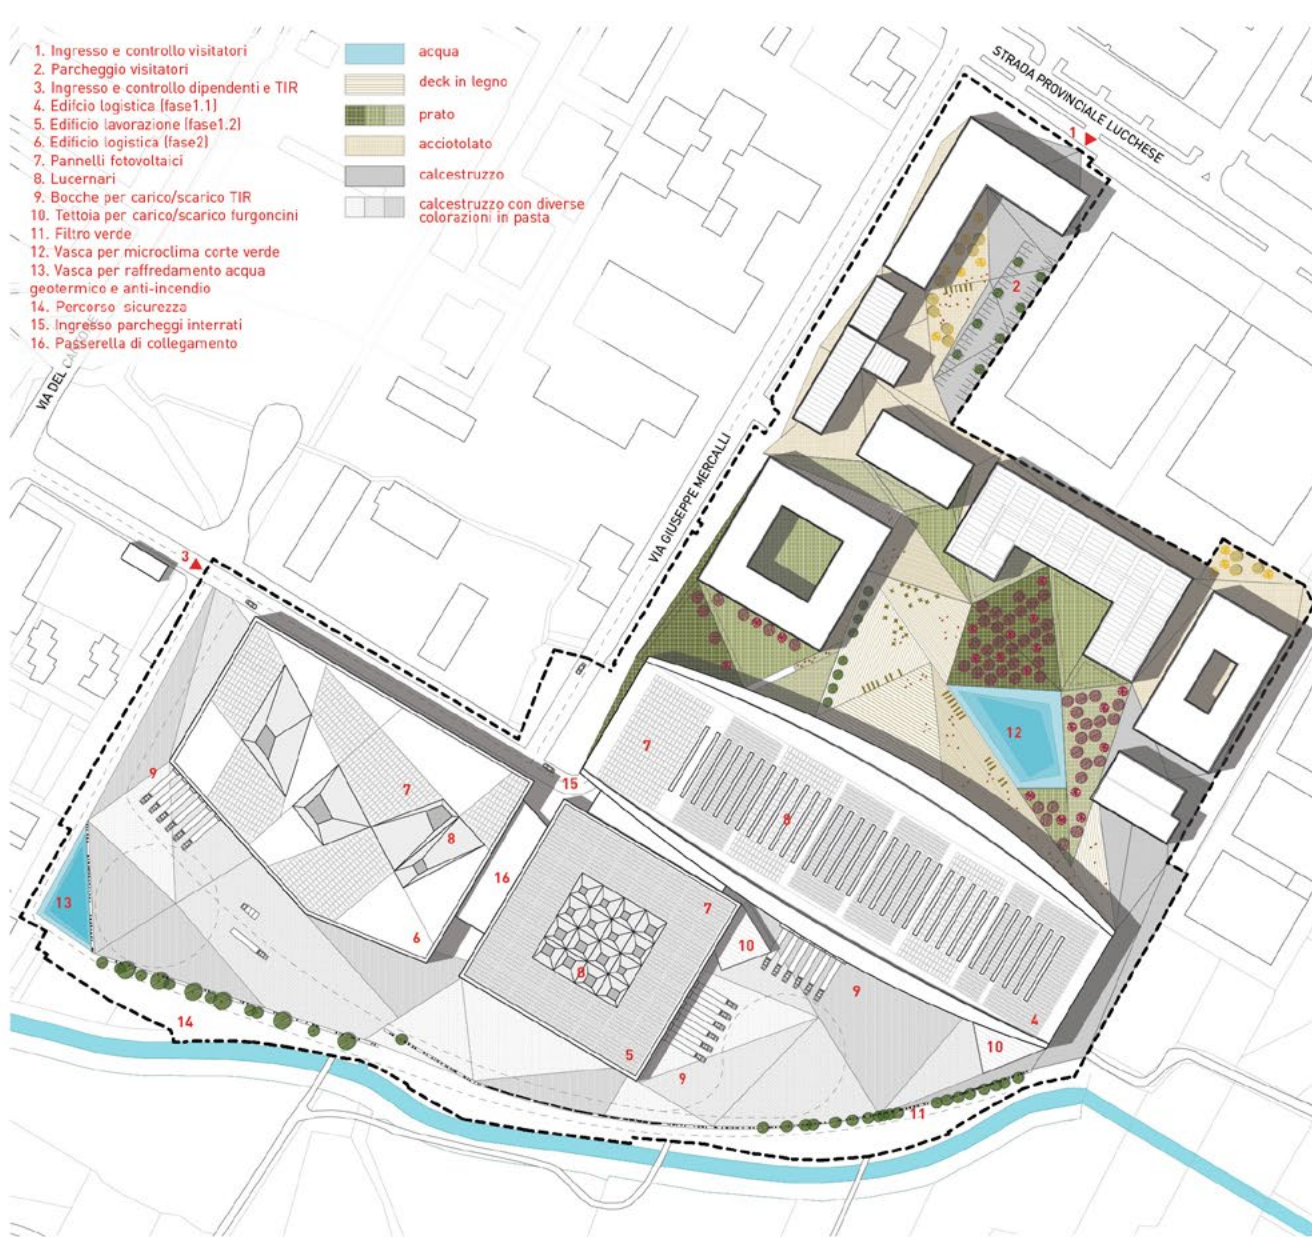 1. Ingresso e controllo visitatori
2. Parcheggio visitatori
3. Ingresso e controllo dipendenti e TIR
4. Edifcio logistica (fase1.1)
5. Edificio lavorazione (fase1.2)
6. Edificio logistica (fase2)
7. Pannelli fotovoltaici
8. Lucernari
9. Bocche per carico/scarico TIR
10. Tettoia per carico/scarico furgoncini
11. Filtro verde
12. Vasca per microclima corte verde
13. Vasca per raffredamento acqua
geotermico e anti-incendio
14. Percorso sicurezza
15. Ingresso parcheggi interrati
16. Passerella di collegamento
acqua
deck in legno
prato
acciotolato
calcestruzzo
calcestruzzo con diverse
colorazioni in pasta
STRADA PROVINCIALE LUCCHESE
1
2
VIA DEL
VIA GIUSEPPE MERCALLI
3
12
7
15
9
7
8
8
16
13
7
6
10
9
8
4
14
5
10
9
11